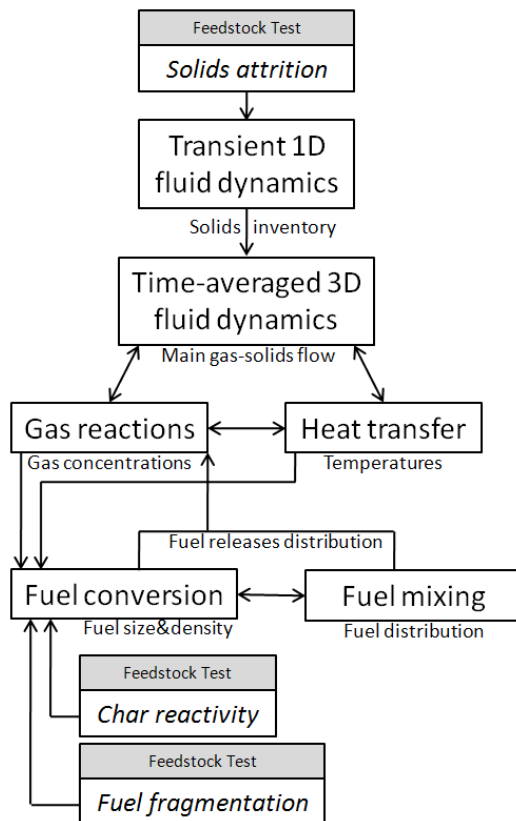 Feedstock Test
Solids attrition
Transient 1D
fluid dynamics
Solids inventory
Time-averaged 3D
fluid dynamics
Main gas-solids flow
Gas reactions
Heat transfer
Gas concentrations
Temperatures
Fuel releases distribution
Fuel conversion
Fuel mixing
Fuel size&density
Fuel distribution
Feedstock Test
Char reactivity
Feedstock Test
Fuel fragmentation